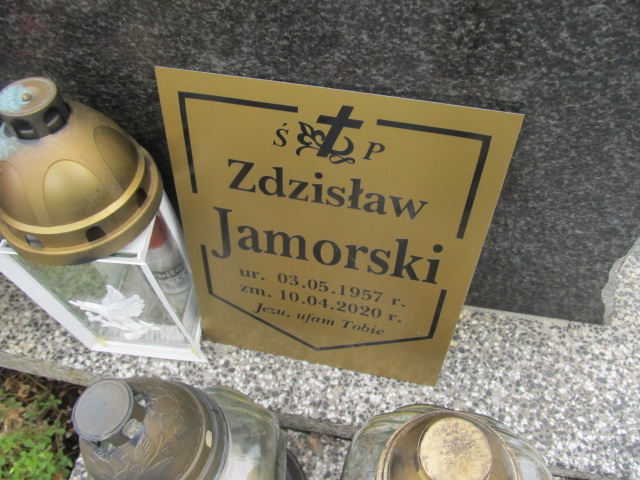 Ś P
Zdzisław
Jamorski
ur. 03.05.1957 r.
zm. 10.04.2020 r.
Jezu, ufam Tobie